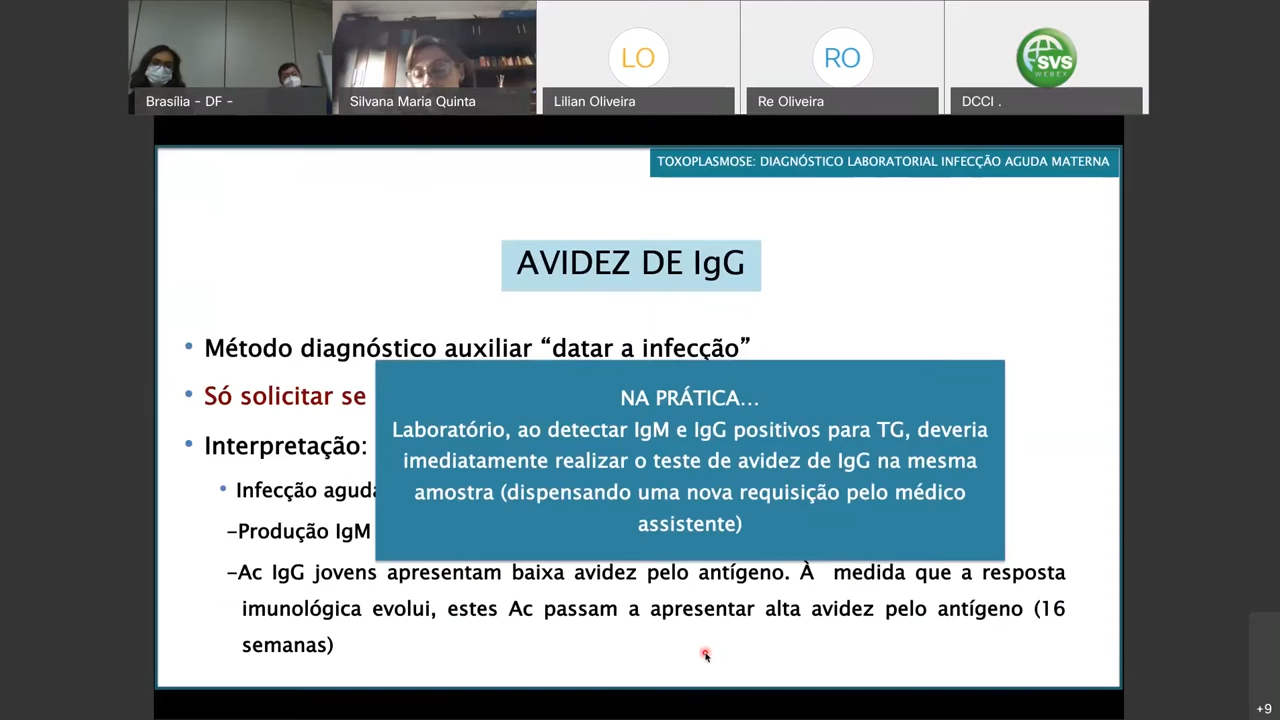 LO
RO
SVS
WEBEX
Brasília - DF -
Silvana Maria Quinta
Lilian Oliveira
Re Oliveira
DCCI .
TOXOPLASMOSE: DIAGNÓSTICO LABORATORIAL INFECÇÃO AGUDA MATERNA
AVIDEZ DE IgG
• Método diagnóstico auxiliar “datar a infecção”
• Só solicitar se
NA PRÁTICA...
Laboratório, ao detectar IgM e IgG positivos para TG, deveria
imediatamente realizar o teste de avidez de IgG na mesma
amostra (dispensando uma nova requisição pelo médico
assistente)
• Interpretação:
• Infecção aguda
–Produção IgM
–Ac IgG jovens apresentam baixa avidez pelo antígeno. À medida que a resposta
imunológica evolui, estes Ac passam a apresentar alta avidez pelo antígeno (16
semanas)
+9